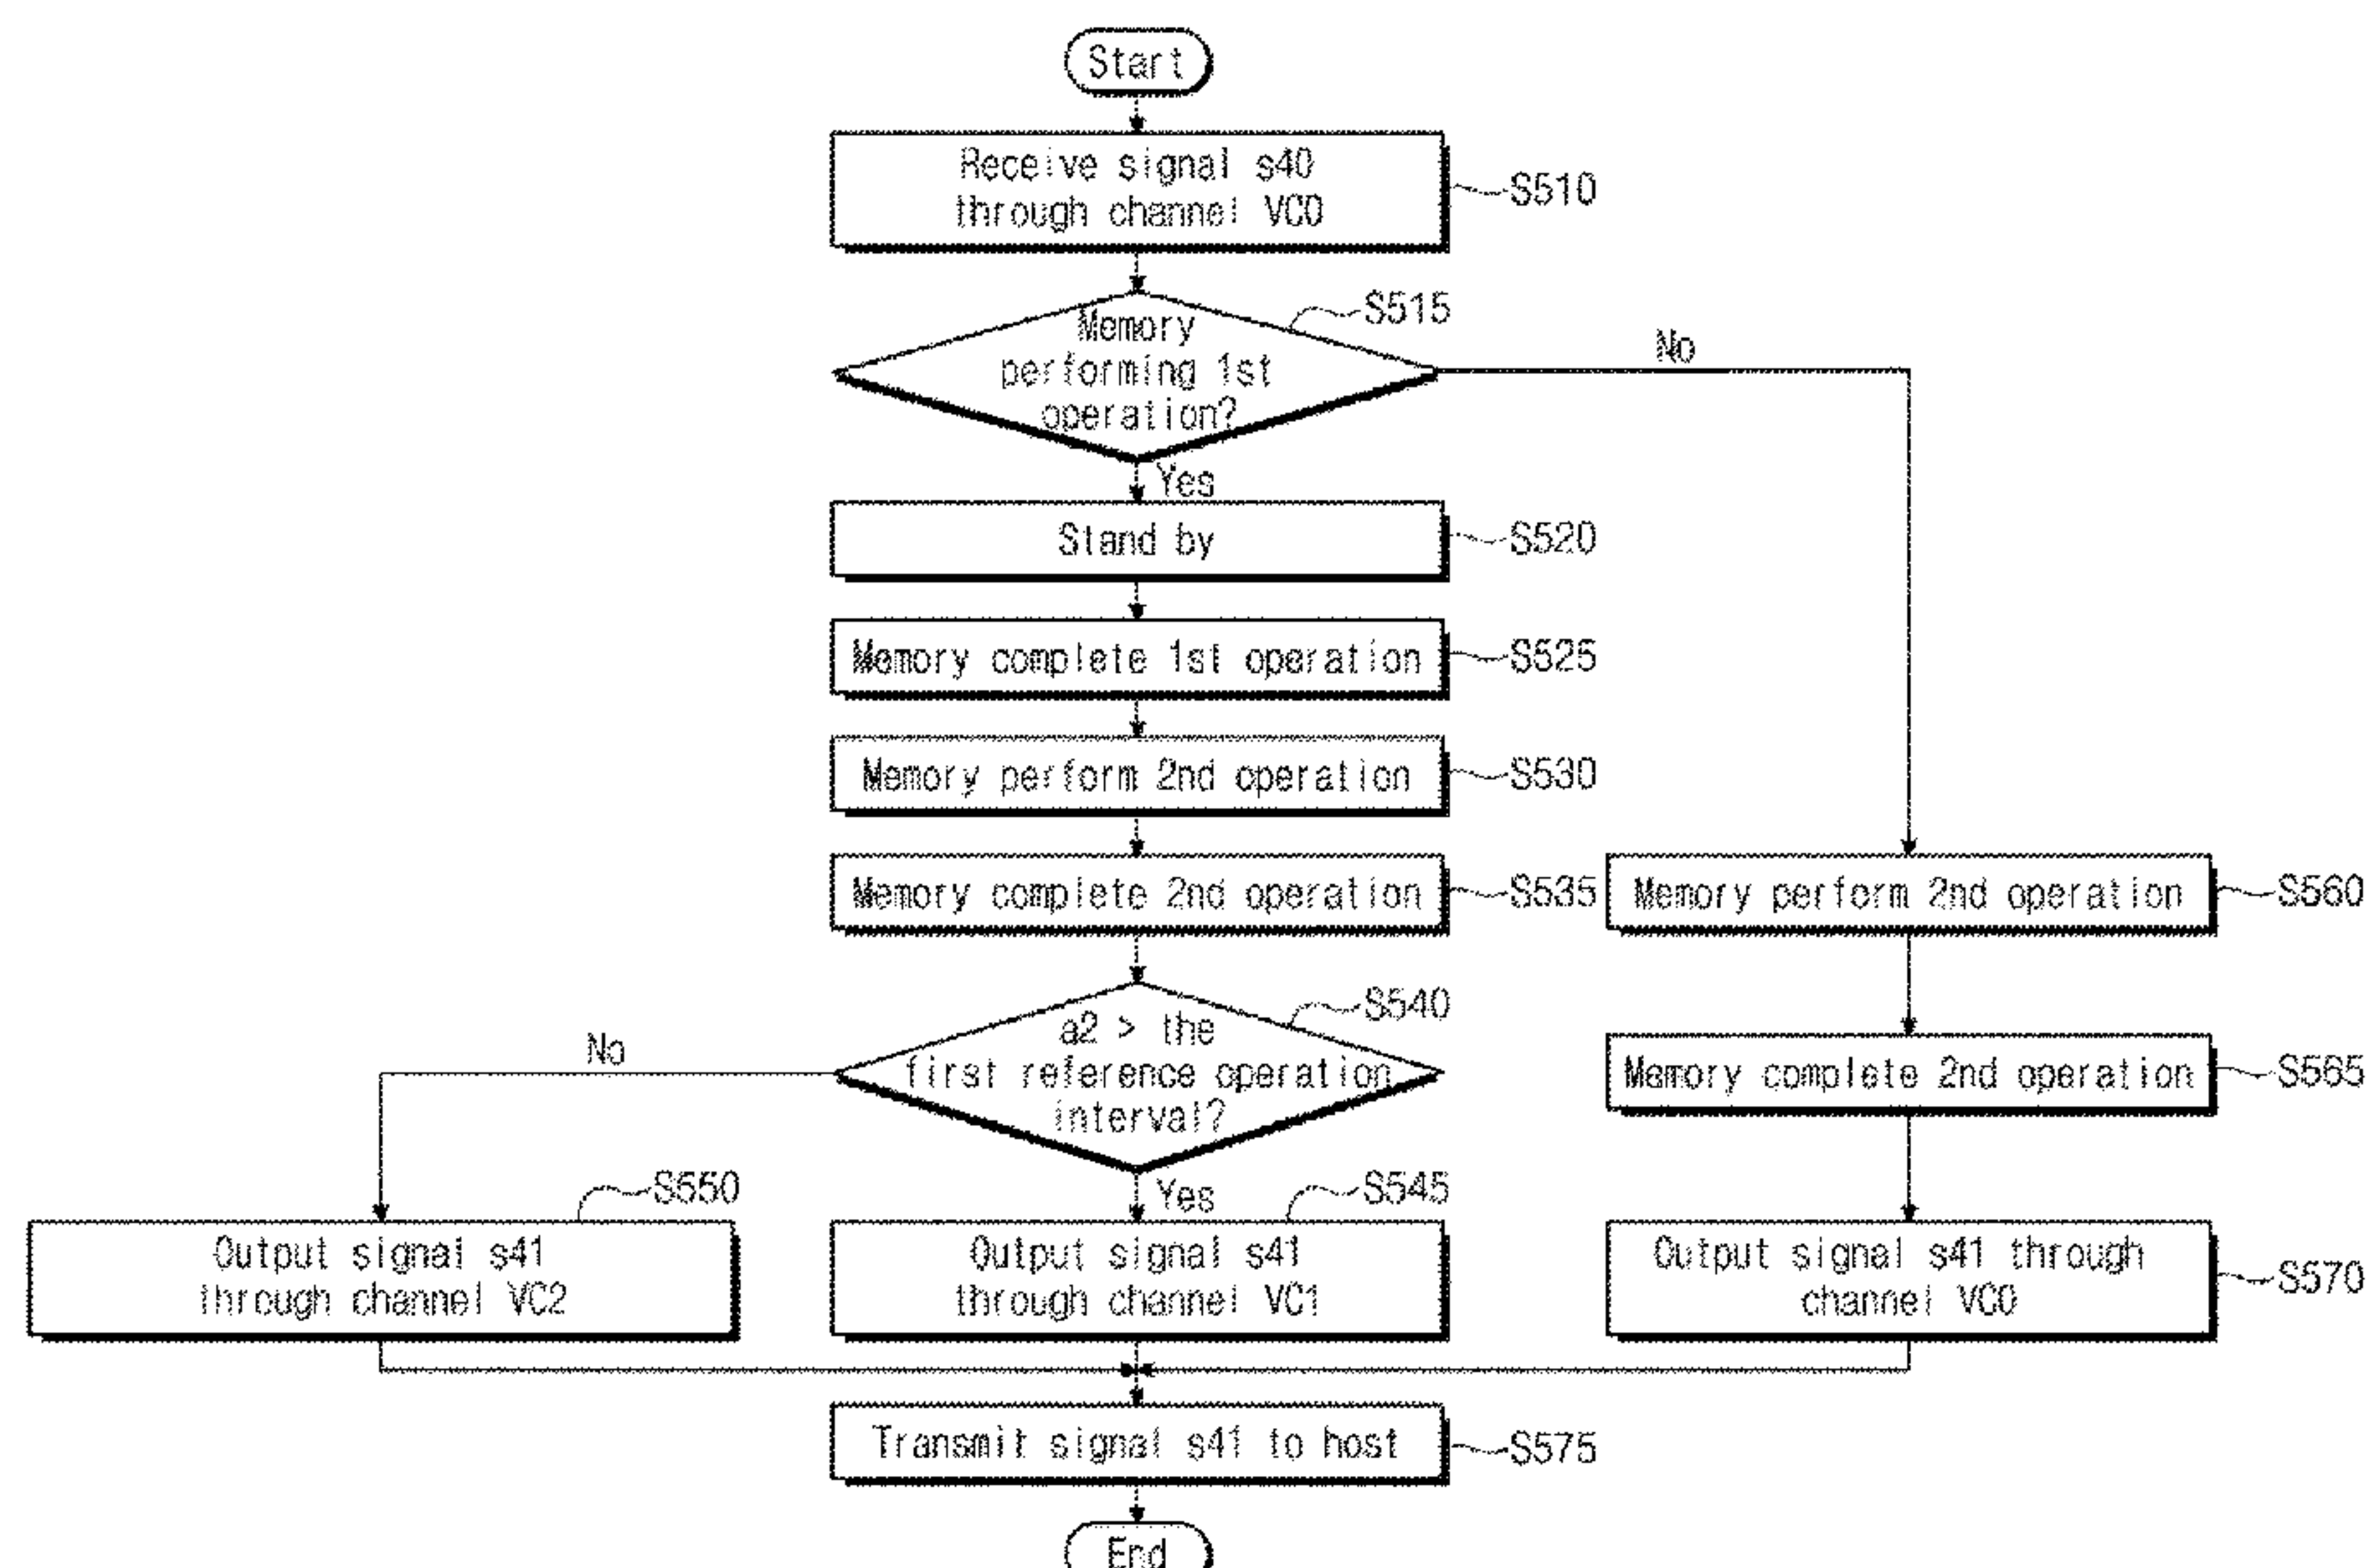 Start
Receive signal s40
through channel VC0
S510
S515
Memory
performing 1st
operation?
No
Yes
Stand by
S520
Memory complete 1st operation
S525
Memory perform 2nd operation
S530
Memory complete 2nd operation
S535
Memory perform 2nd operation
S560
S540
a2 > the
first reference operation
interval?
No
Yes
Memory complete 2nd operation
S565
S550
Output signal s41
through channel VC2
S545
Output signal s41
through channel VC1
Output signal s41 through
channel VC0
S570
Transmit signal s41 to host
S575
End